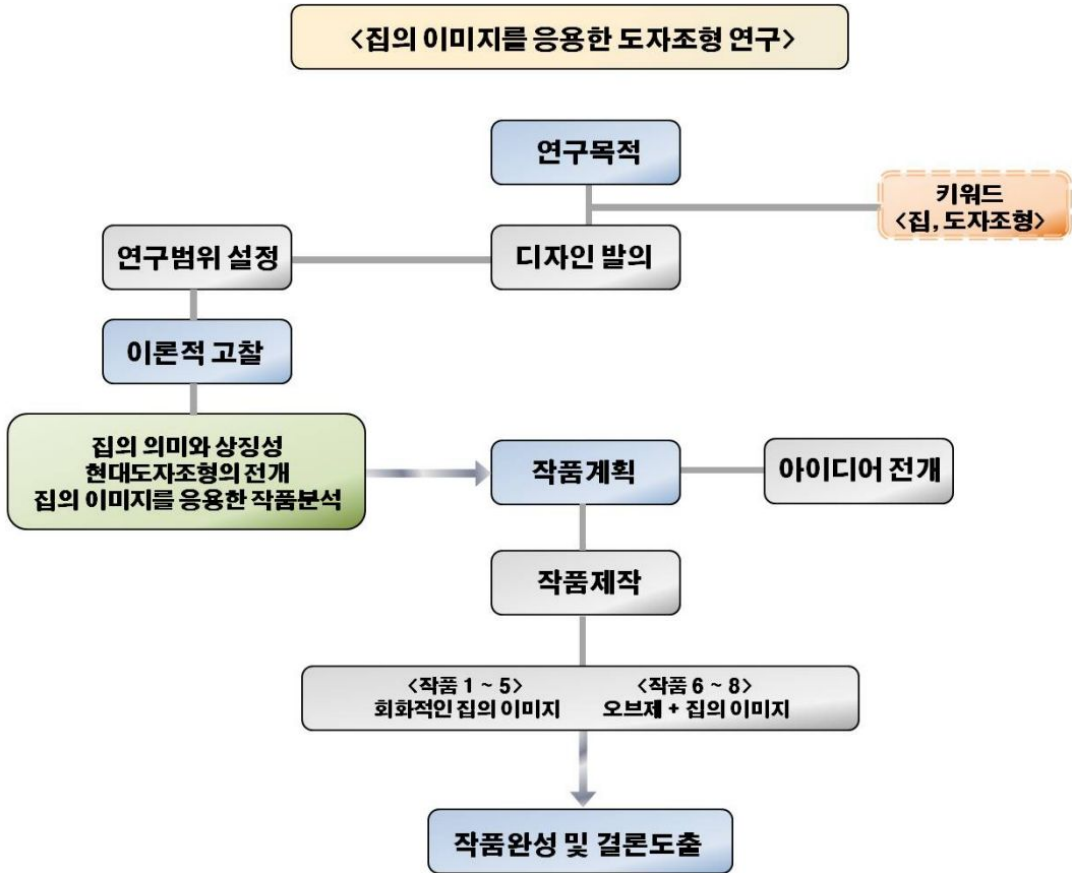 <집의 이미지를 응용한 도자조형 연구>
연구목적
키워드
<집, 도자조형>
연구범위 설정
디자인 발의
이론적 고찰
집의 의미와 상징성
현대도자조형의 전개
집의 이미지를 응용한 작품분석
작품계획
아이디어 전개
작품제작
<작품 1 ~ 5>
회화적인 집의 이미지
<작품 6 ~ 8>
오브제 + 집의 이미지
작품완성 및 결론도출